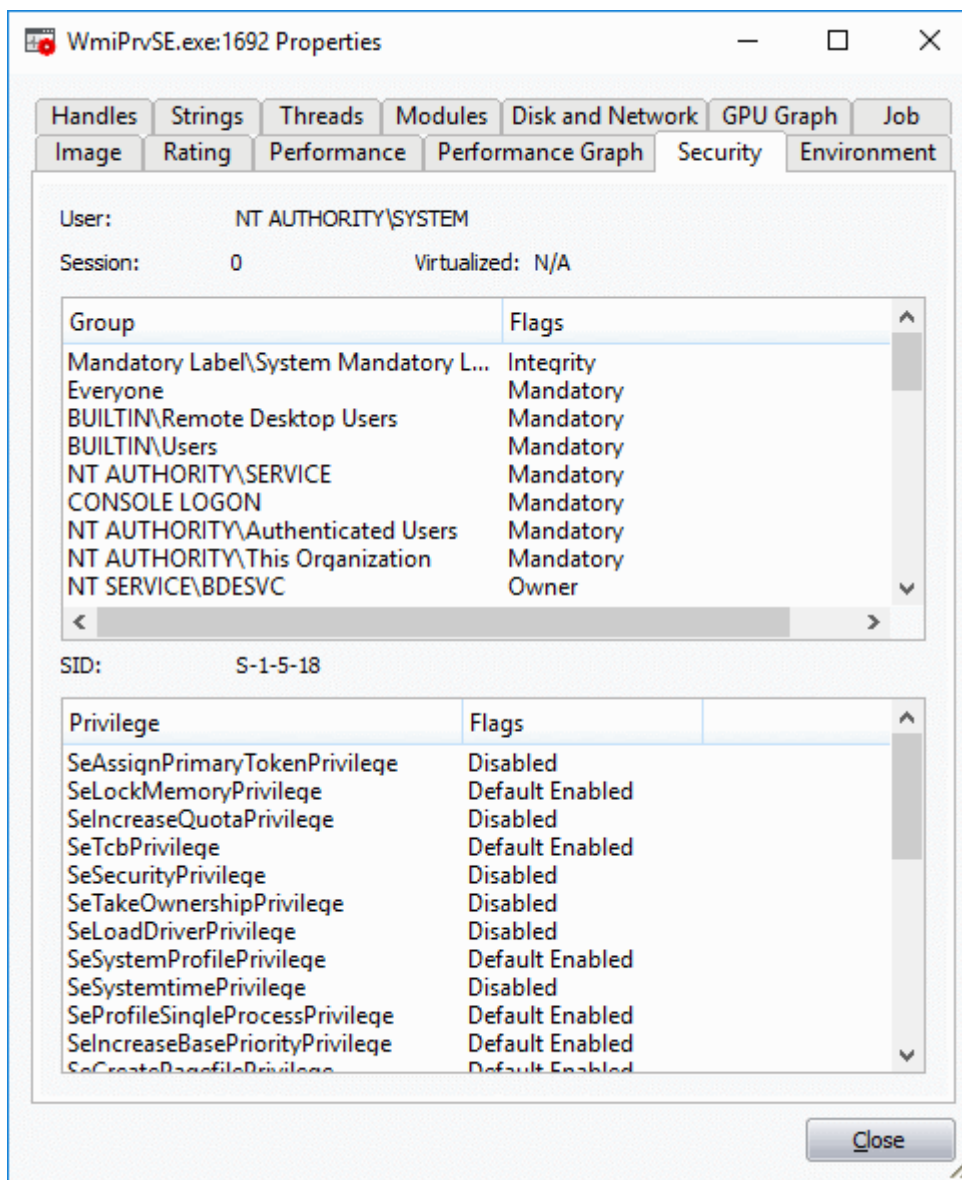 WmiPrvSE.exe:1692 Properties
Handles Strings Threads Modules Disk and Network GPU Graph Job
Image Rating Performance Performance Graph Security Environment
User: NT AUTHORITY\SYSTEM
Session: 0 Virtualized: N/A
Group Flags
Mandatory Label\System Mandatory L... Integrity
Everyone Mandatory
BUILTIN\Remote Desktop Users Mandatory
BUILTIN\Users Mandatory
NT AUTHORITY\SERVICE Mandatory
CONSOLE LOGON Mandatory
NT AUTHORITY\Authenticated Users Mandatory
NT AUTHORITY\This Organization Mandatory
NT SERVICE\BDESVC Owner
SID: S-1-5-18
Privilege Flags
SeAssignPrimaryTokenPrivilege Disabled
SeLockMemoryPrivilege Default Enabled
SeIncreaseQuotaPrivilege Disabled
SeTcbPrivilege Default Enabled
SeSecurityPrivilege Disabled
SeTakeOwnershipPrivilege Disabled
SeLoadDriverPrivilege Disabled
SeSystemProfilePrivilege Default Enabled
SeSystemtimePrivilege Disabled
SeProfileSingleProcessPrivilege Default Enabled
SeIncreaseBasePriorityPrivilege Default Enabled
SeCreatePagefilePrivilege Default Enabled
Close